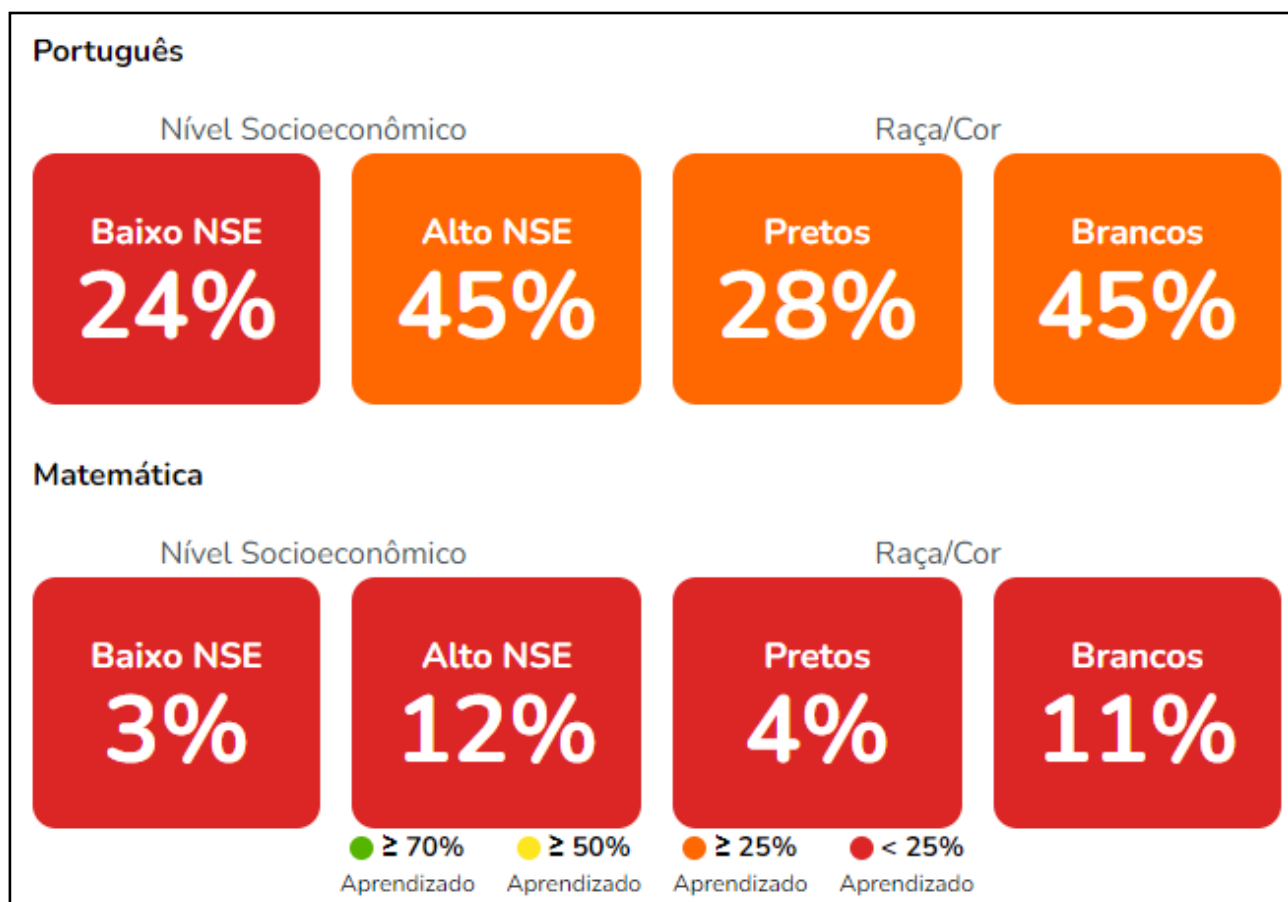 Português
Nível Socioeconômico Raça/Cor
Baixo NSE Alto NSE Pretos Brancos
24% 45% 28% 45%
Matemática
Nível Socioeconômico Raça/Cor
Baixo NSE Alto NSE Pretos Brancos
3% 12% 4% 11%
≥ 70% ≥ 50% ≥ 25% < 25%
Aprendizado Aprendizado Aprendizado Aprendizado